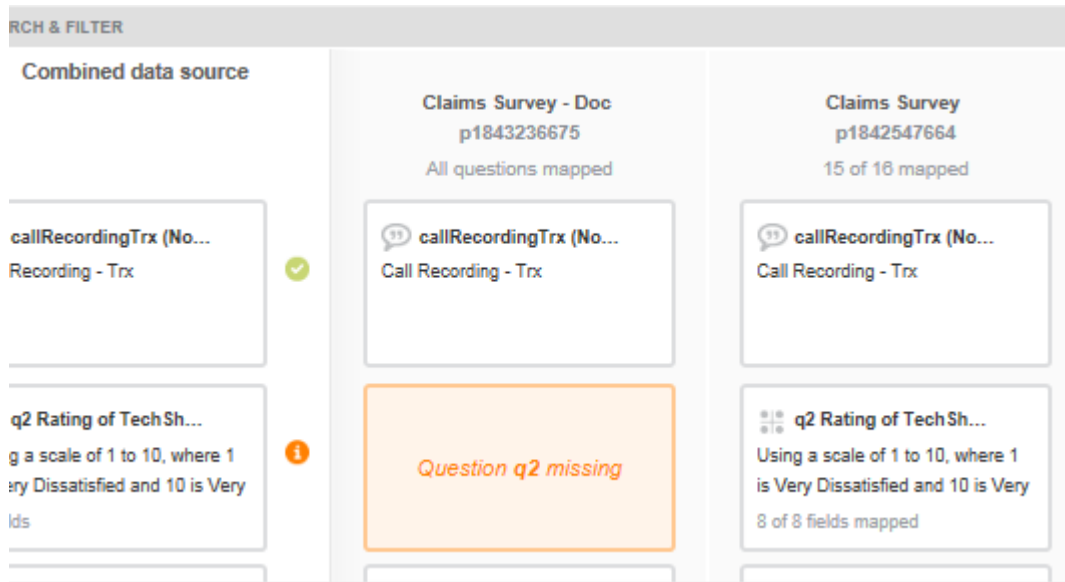 RCH & FILTER
Combined data source
Claims Survey - Doc
p1843236675
All questions mapped
Claims Survey
p1842547664
15 of 16 mapped
callRecordingTrx (No...
Recording - Trx
callRecordingTrx (No...
Call Recording - Trx
callRecordingTrx (No...
Call Recording - Trx
q2 Rating of TechSh...
g a scale of 1 to 10, where 1
ery Dissatisfied and 10 is Very
lds
Question q2 missing
q2 Rating of TechSh...
Using a scale of 1 to 10, where 1
is Very Dissatisfied and 10 is Very
8 of 8 fields mapped